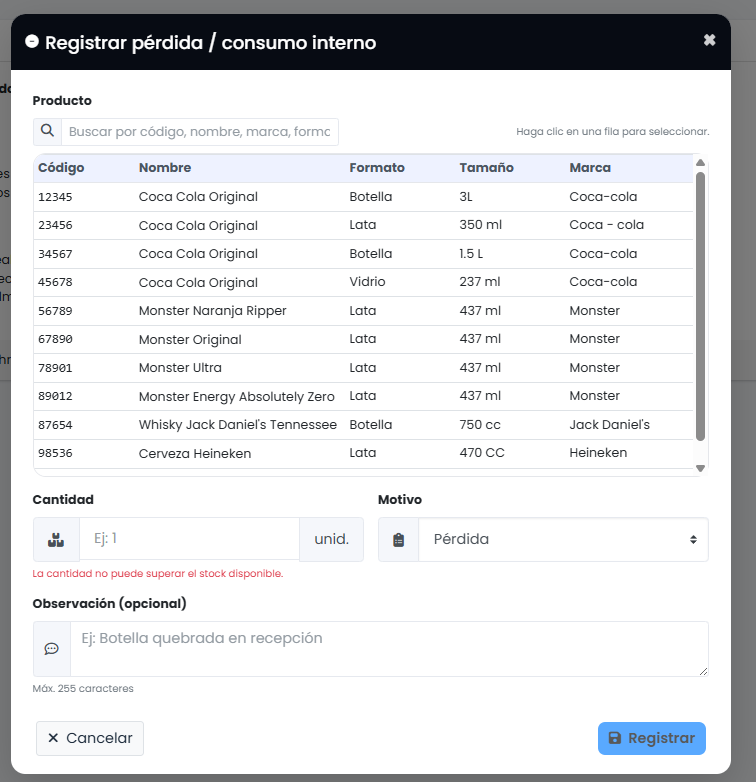 Registrar pérdida / consumo interno
Producto
Buscar por código, nombre, marca, forma
Haga clic en una fila para seleccionar.
Código Nombre Formato Tamaño Marca
12345 Coca Cola Original Botella 3L Coca-cola
23456 Coca Cola Original Lata 350 ml Coca - cola
34567 Coca Cola Original Botella 1.5 L Coca-cola
45678 Coca Cola Original Vidrio 237 ml Coca-cola
56789 Monster Naranja Ripper Lata 437 ml Monster
67890 Monster Original Lata 437 ml Monster
78901 Monster Ultra Lata 437 ml Monster
89012 Monster Energy Absolutely Zero Lata 437 ml Monster
87654 Whisky Jack Daniel's Tennessee Botella 750 cc Jack Daniel's
98536 Cerveza Heineken Lata 470 CC Heineken
Cantidad Motivo
Ej: 1 unid. Pérdida
La cantidad no puede superar el stock disponible.
Observación (opcional)
Ej: Botella quebrada en recepción
Máx. 255 caracteres
Cancelar Registrar